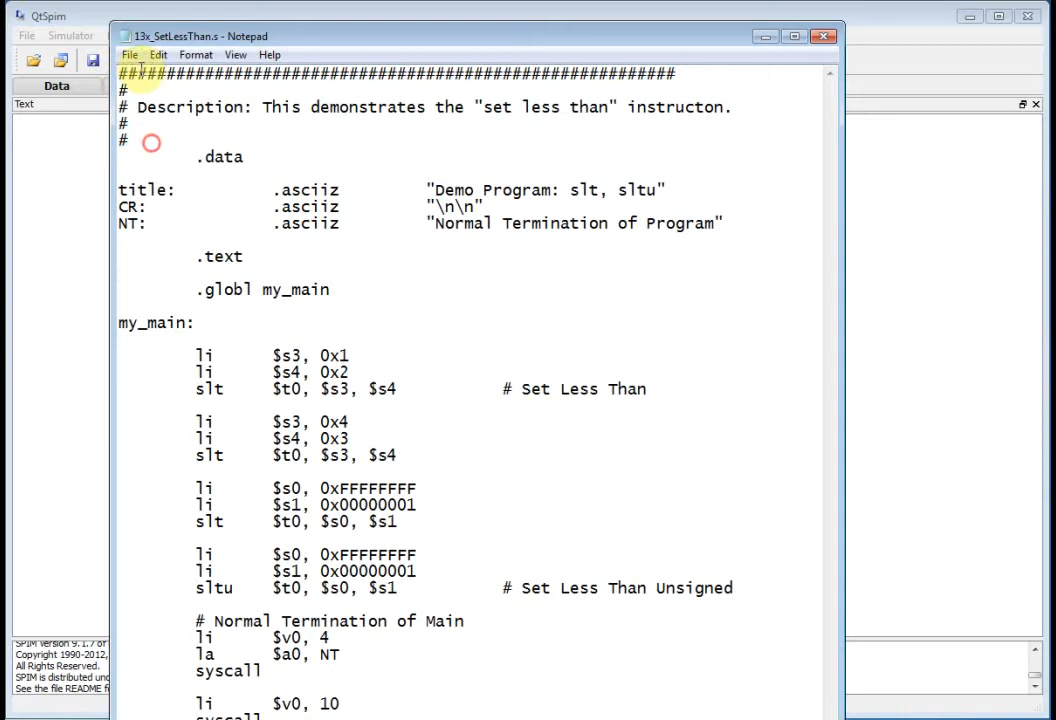 QtSpim
File Simulator
13x_SetLessThan.s - Notepad
File Edit Format View Help
Data
Text
##########################################################
#
# Description: This demonstrates the "set less than" instructon.
#
#
.data
title: .asciiz "Demo Program: slt, sltu"
CR: .asciiz "\n\n"
NT: .asciiz "Normal Termination of Program"
.text
.globl my_main
my_main:
li $s3, 0x1
li $s4, 0x2
slt $t0, $s3, $s4 # Set Less Than
li $s3, 0x4
li $s4, 0x3
slt $t0, $s3, $s4
li $s0, 0xFFFFFFFF
li $s1, 0x00000001
slt $t0, $s0, $s1
li $s0, 0xFFFFFFFF
li $s1, 0x00000001
sltu $t0, $s0, $s1 # Set Less Than Unsigned
# Normal Termination of Main
li $v0, 4
la $a0, NT
syscall
li $v0, 10
syscall
SPIM Version 9.1.7 of
Copyright 1990-2012,
All Rights Reserved.
SPIM is distributed
See the file README